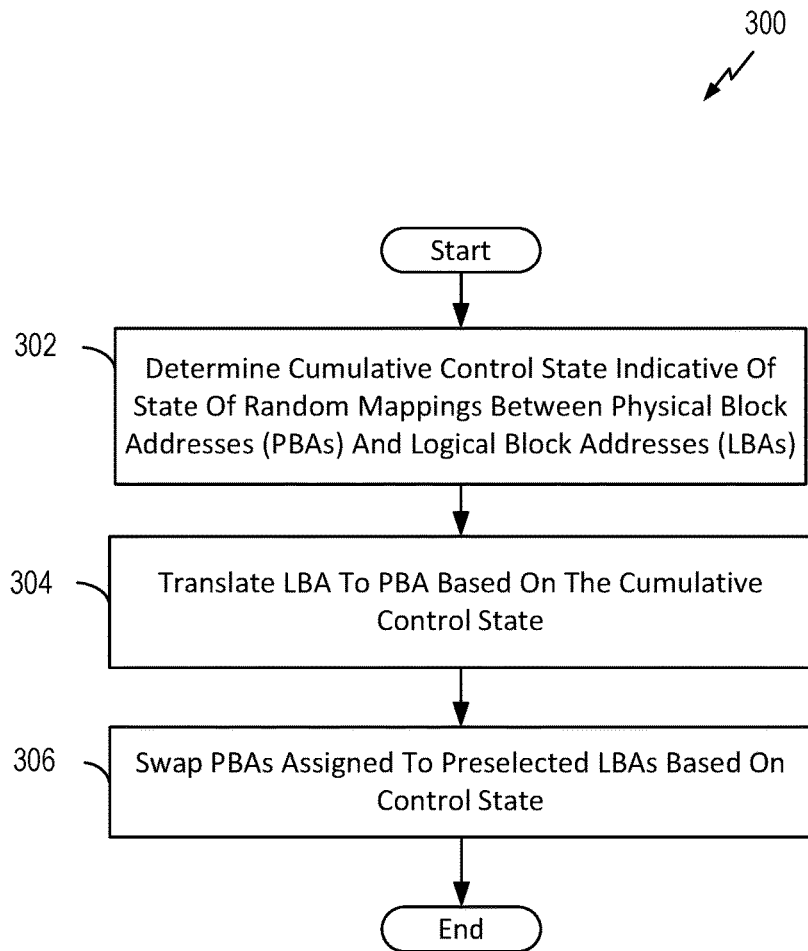 300
Start
302
Determine Cumulative Control State Indicative Of
State Of Random Mappings Between Physical Block
Addresses (PBAs) And Logical Block Addresses (LBAs)
304
Translate LBA To PBA Based On The Cumulative
Control State
306
Swap PBAs Assigned To Preselected LBAs Based On
Control State
End